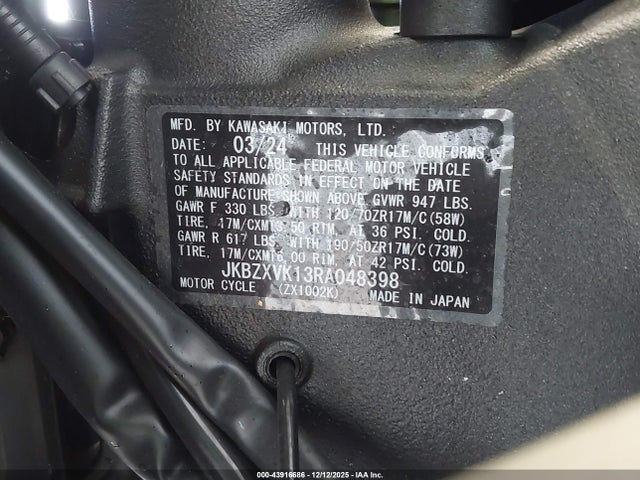 MFD. BY KAWASAKI MOTORS, LTD.
DATE: 03/24 THIS VEHICLE CONFORMS
TO ALL APPLICABLE FEDERAL MOTOR VEHICLE
SAFETY STANDARDS IN EFFECT ON THE DATE
OF MANUFACTURE SHOWN ABOVE. GVWR 947 LBS.
GAWR F 330 LBS. WITH 120/70ZR17M/C(58W)
TIRE, 17M/CXMT3.50 RIM, AT 36 PSI. COLD.
GAWR R 617 LBS. WITH 190/50ZR17M/C(73W)
TIRE, 17M/CXMT6.00 RIM, AT 42 PSI. COLD.
JKBZXVK13RA048398
MOTOR CYCLE (ZX1002K) MADE IN JAPAN
000-43916686 - 12/12/2025 - IAA Inc.